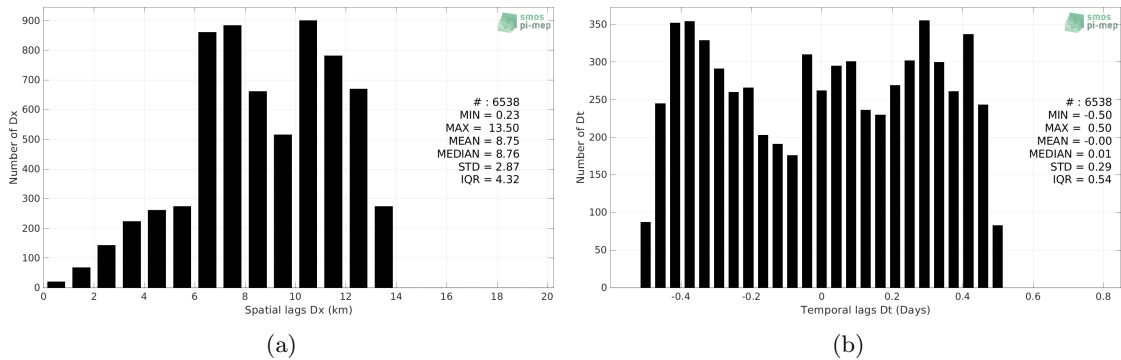 900
800
700
600
500
400
300
200
100
0
Number of Dx
0 2 4 6 8 10 12 14 16 18 20
Spatial lags Dx (km)
smos
pi-mep
# : 6538
MIN = 0.23
MAX = 13.50
MEAN = 8.75
MEDIAN = 8.76
STD = 2.87
IQR = 4.32
(a)
350
300
250
200
150
100
50
0
Number of Dt
-0.4 -0.2 0 0.2 0.4 0.6 0.8
Temporal lags Dt (Days)
smos
pi-mep
# : 6538
MIN = -0.50
MAX = 0.50
MEAN = -0.00
MEDIAN = 0.01
STD = 0.29
IQR = 0.54
(b)